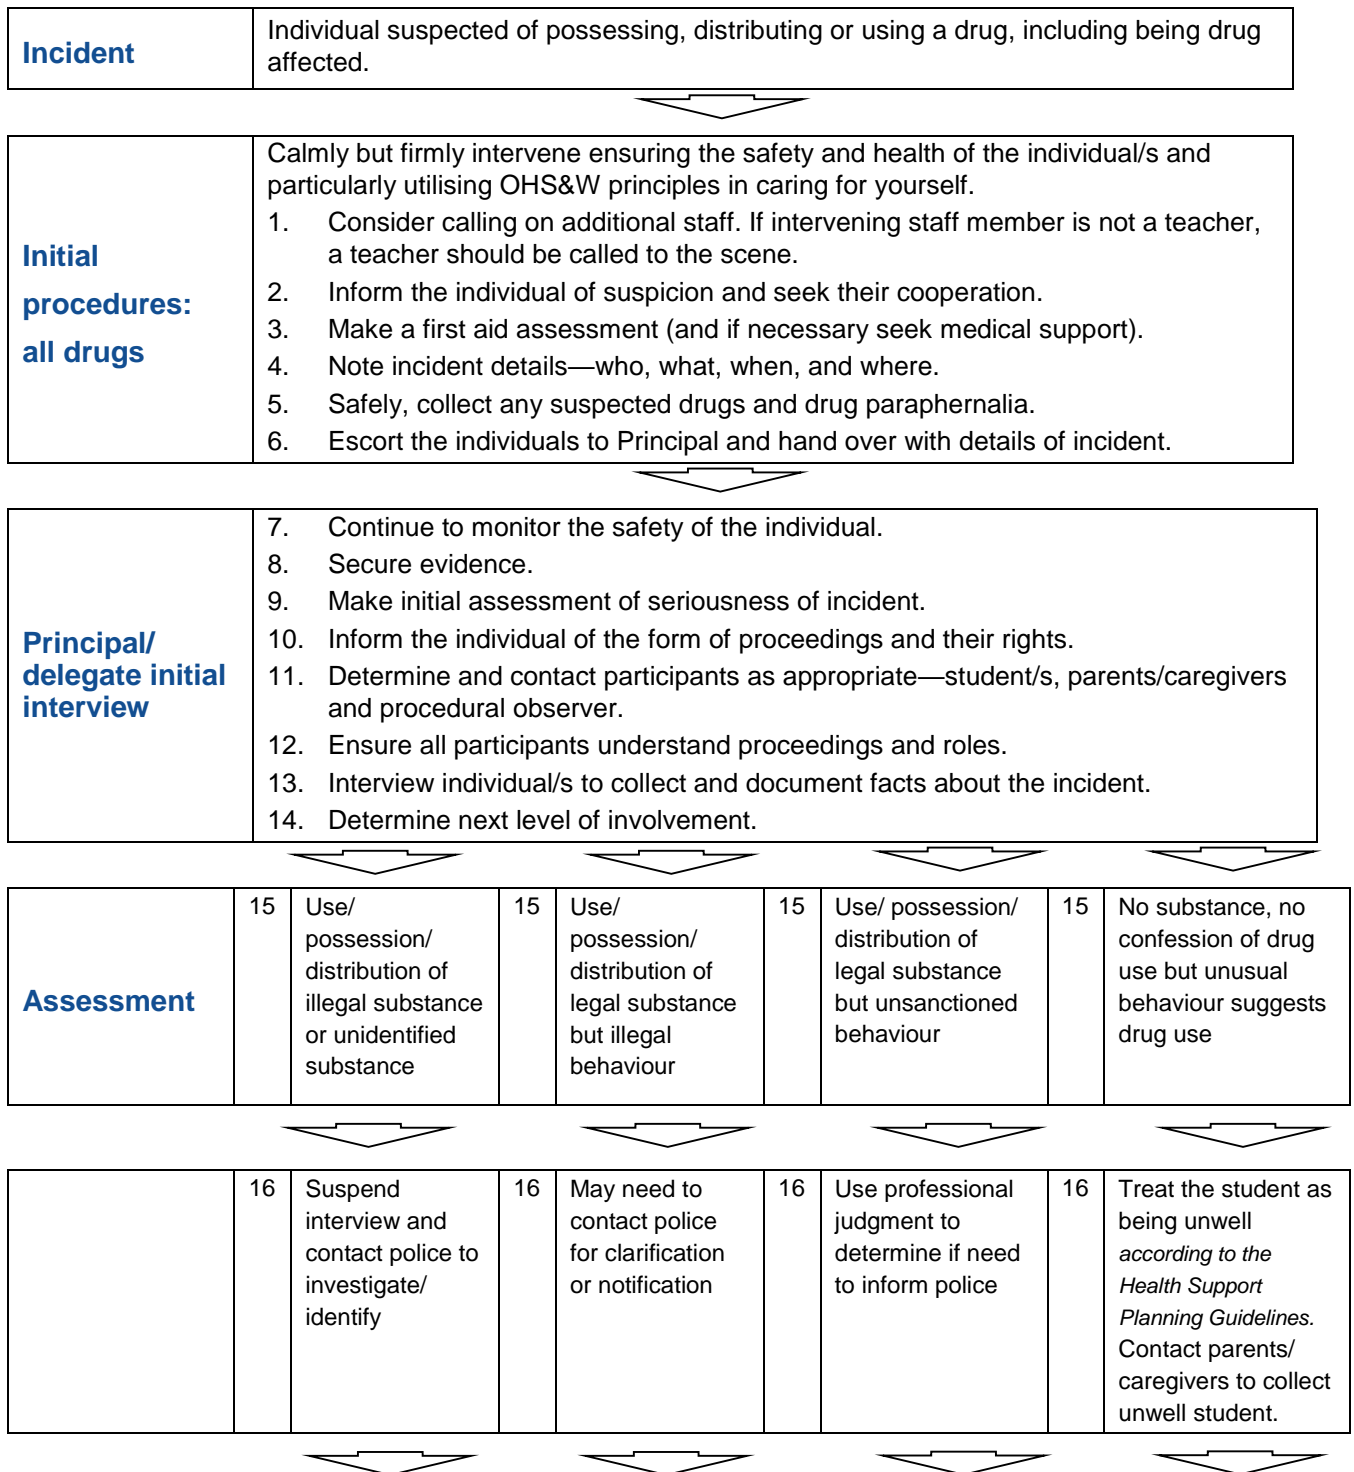 Incident
Individual suspected of possessing, distributing or using a drug, including being drug
affected.
Initial
procedures:
all drugs
Calmly but firmly intervene ensuring the safety and health of the individual/s and
particularly utilising OHS&W principles in caring for yourself.
1. Consider calling on additional staff. If intervening staff member is not a teacher,
a teacher should be called to the scene.
2. Inform the individual of suspicion and seek their cooperation.
3. Make a first aid assessment (and if necessary seek medical support).
4. Note incident details—who, what, when, and where.
5. Safely, collect any suspected drugs and drug paraphernalia.
6. Escort the individuals to Principal and hand over with details of incident.
Principal/
delegate initial
interview
7. Continue to monitor the safety of the individual.
8. Secure evidence.
9. Make initial assessment of seriousness of incident.
10. Inform the individual of the form of proceedings and their rights.
11. Determine and contact participants as appropriate—student/s, parents/caregivers
and procedural observer.
12. Ensure all participants understand proceedings and roles.
13. Interview individual/s to collect and document facts about the incident.
14. Determine next level of involvement.
Assessment
15
Use/
possession/
distribution of
illegal substance
or unidentified
substance
15
Use/
possession/
distribution of
legal substance
but illegal
behaviour
15
Use/ possession/
distribution of
legal substance
but unsanctioned
behaviour
15
No substance, no
confession of drug
use but unusual
behaviour suggests
drug use
16
Suspend
interview and
contact police to
investigate/
identify
16
May need to
contact police
for clarification
or notification
16
Use professional
judgment to
determine if need
to inform police
16
Treat the student as
being unwell
according to the
Health Support
Planning Guidelines.
Contact parents/
caregivers to collect
unwell student.